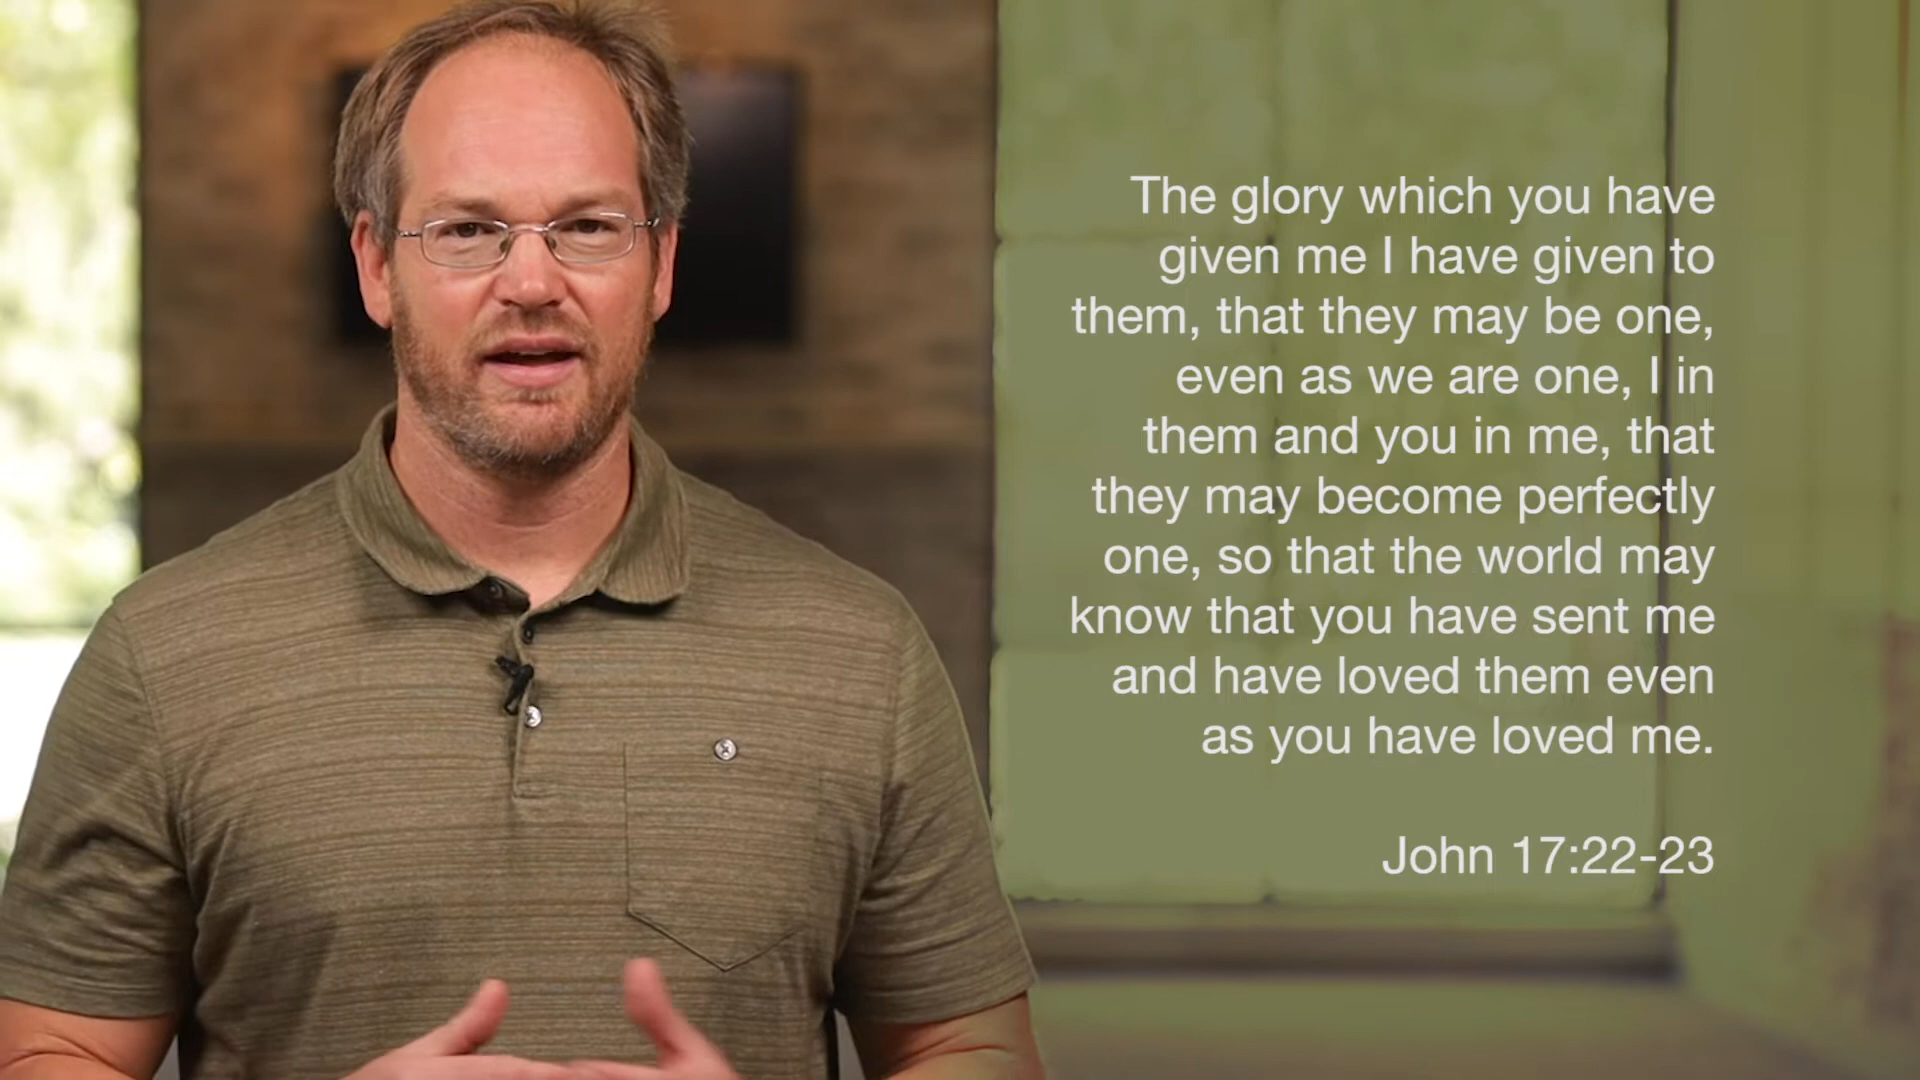 The glory which you have
given me I have given to
them, that they may be one,
even as we are one, I in
them and you in me, that
they may become perfectly
one, so that the world may
know that you have sent me
and have loved them even
as you have loved me.
John 17:22-23